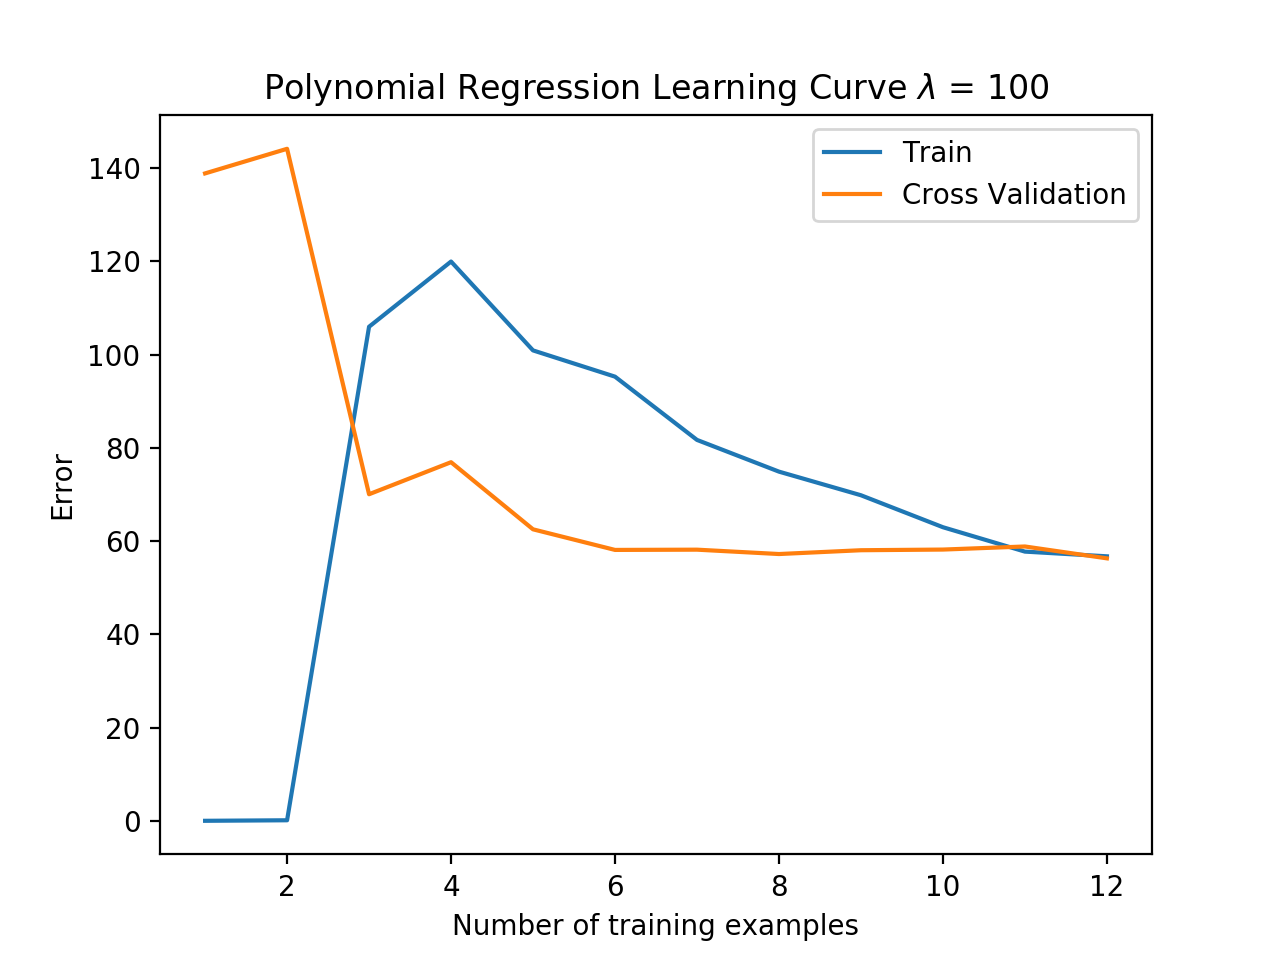 Polynomial Regression Learning Curve λ = 100
Train
Cross Validation
140
120
100
80
60
40
20
0
Error
2 4 6 8 10 12
Number of training examples